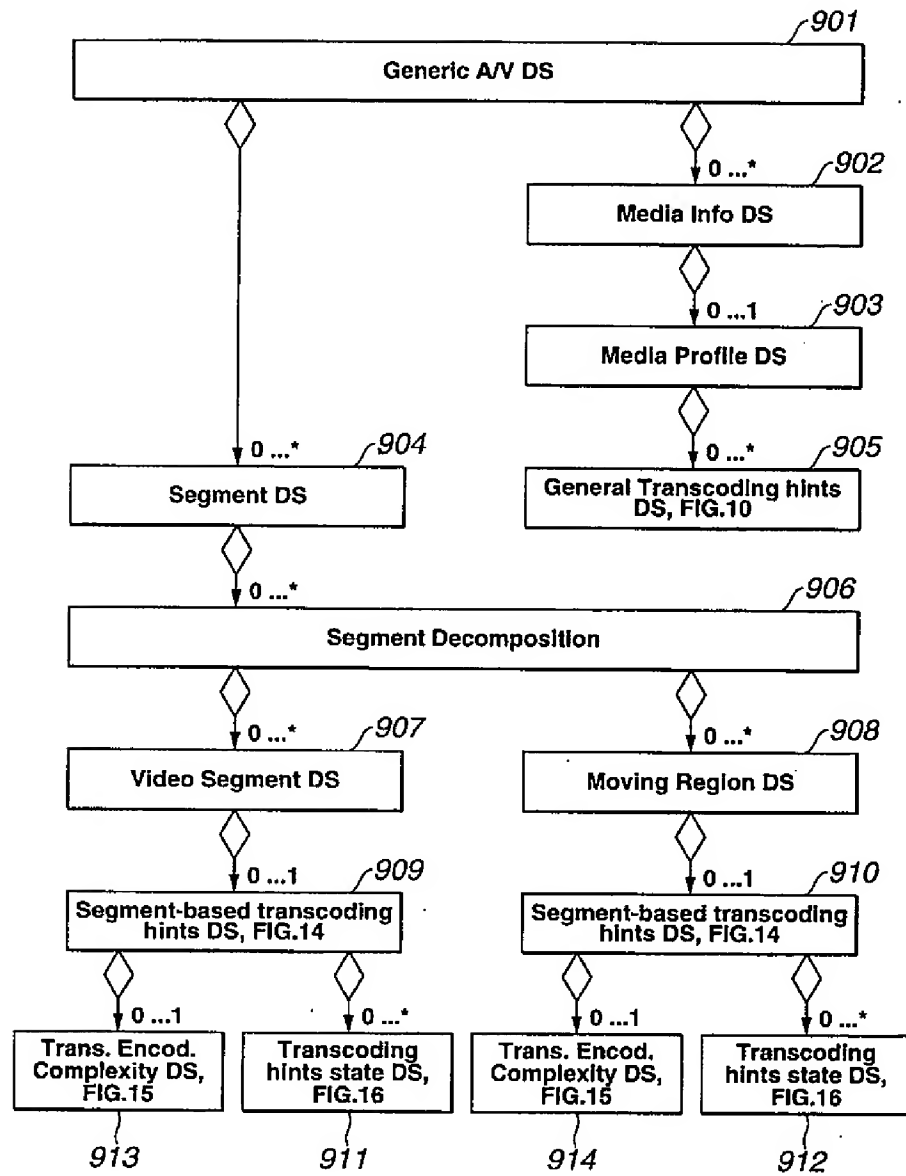 901
Generic A/V DS
0 ...*
902
Media Info DS
0 ...1
903
Media Profile DS
0 ...*
904
0 ...*
905
Segment DS
General Transcoding hints
DS, FIG.10
0 ...*
906
Segment Decomposition
0 ...*
907
0 ...*
908
Video Segment DS
Moving Region DS
0 ...1
909
0 ...1
910
Segment-based transcoding
hints DS, FIG.14
Segment-based transcoding
hints DS, FIG.14
0 ...1
0 ...*
0 ...1
0 ...*
Trans. Encod.
Complexity DS,
FIG.15
Transcoding
hints state DS,
FIG.16
Trans. Encod.
Complexity DS,
FIG.15
Transcoding
hints state DS,
FIG.16
913
911
914
912